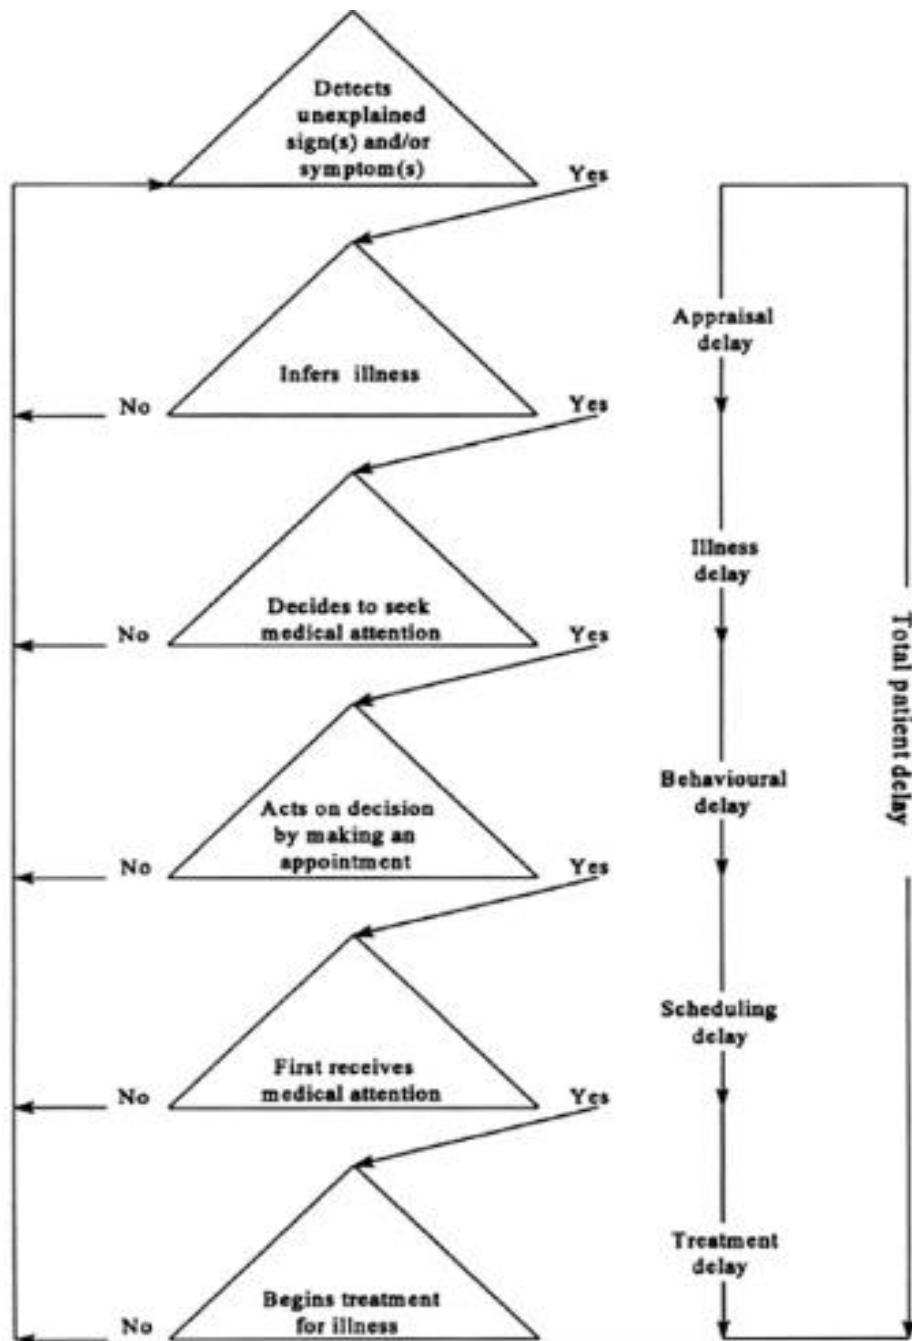 Detects
unexplained
sign(s) and/or
symptom(s)
Yes
Appraisal
delay
Infers illness
No
Yes
Illness
delay
Decides to seek
medical attention
No
Yes
Total patient delay
Behavioural
delay
Acts on decision
by making an
appointment
No
Yes
Scheduling
delay
First receives
medical attention
No
Yes
Treatment
delay
Begins treatment
for illness
No